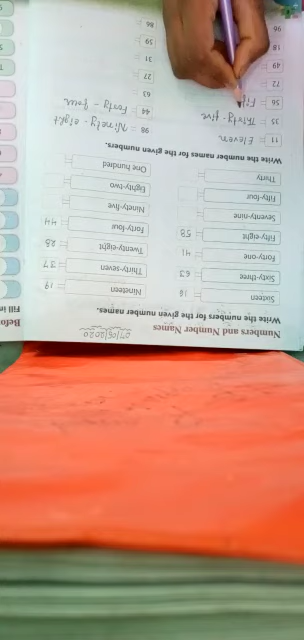 07/06/2020
Numbers and Number Names
Write the numbers for the given number names.
Sixteen = 16
Nineteen = 19
Sixty-three = 63
Thirty-seven = 37
Forty-one = 41
Twenty-eight = 28
Fifty-eight = 58
Forty-four = 44
Seventy-nine =
Ninety-five =
Fifty-four =
Eighty-two =
Thirty =
One hundred =
Write the number names for the given numbers.
11 = Eleven
98 = Ninety-eight
35 = Thirty-five
44 = Forty-four
56 = Fif
63 =
72 =
27 =
49 =
31 =
18
59 =
96
86 =
Fill in